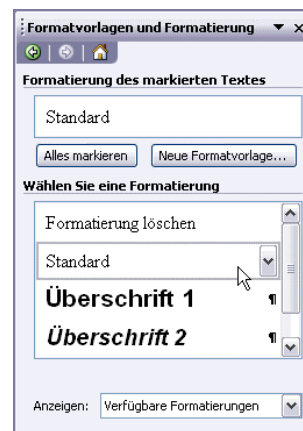 Formatvorlagen und Formatierung
Formatierung des markierten Textes
Standard
Alles markieren Neue Formatvorlage...
Wählen Sie eine Formatierung
Formatierung löschen
Standard
Überschrift 1 ¶
Überschrift 2 ¶
Anzeigen: Verfügbare Formatierungen